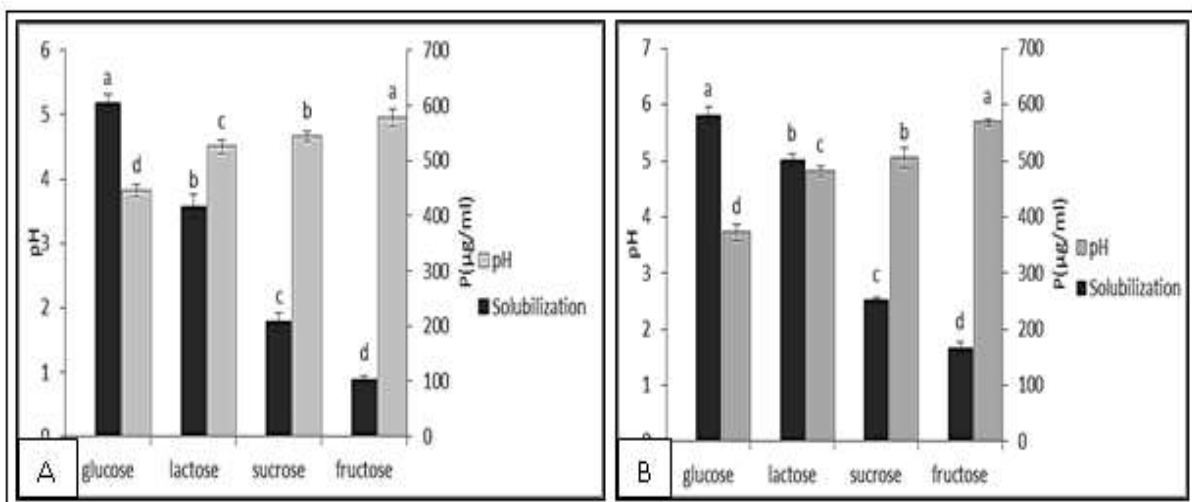 6
5
4
3
2
1
0
pH
a
d
b
c
c
b
d
a
700
600
500
400
300
200
100
0
P(µg/ml)
pH
Solubilization
glucose
lactose
sucrose
fructose
A
7
6
5
4
3
2
1
0
pH
a
d
b
c
c
b
d
a
700
600
500
400
300
200
100
0
P(µg/ml)
pH
Solubilization
glucose
lactose
sucrose
fructose
B